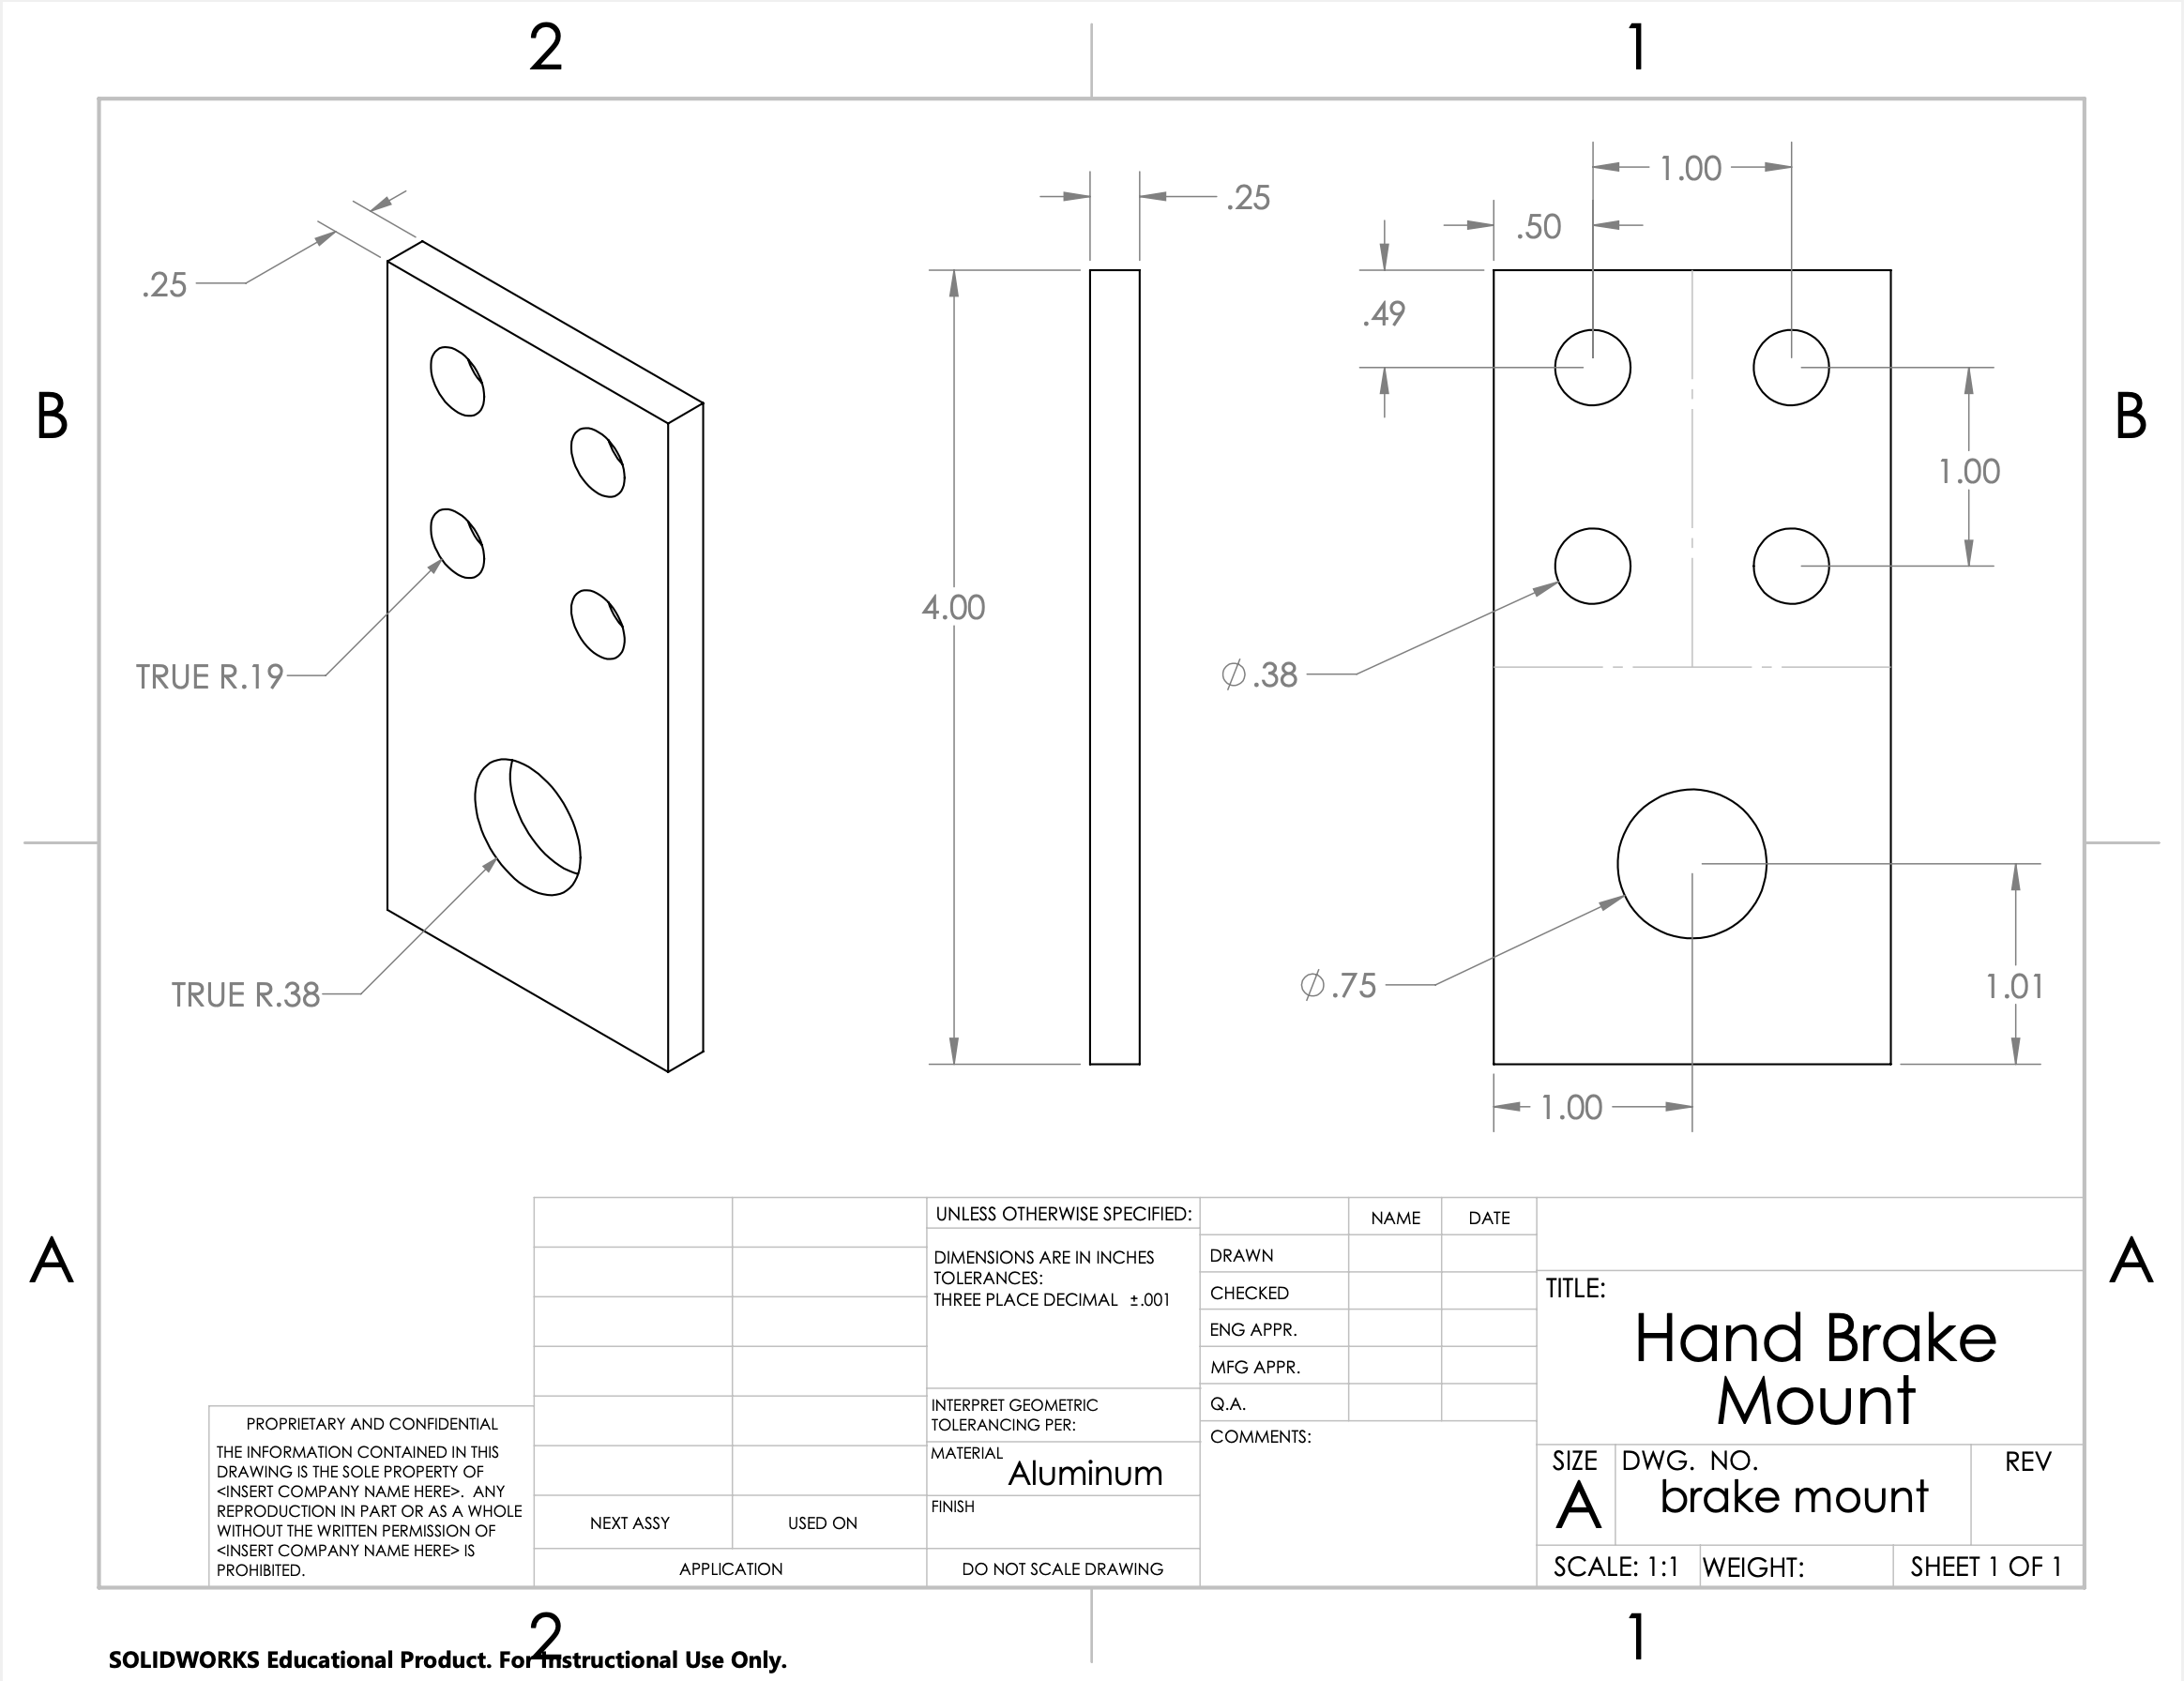 2
1
B
B
A
A
.25
TRUE R.19
TRUE R.38
.25
4.00
1.00
.50
.49
1.00
∅.38
∅.75
1.01
1.00
UNLESS OTHERWISE SPECIFIED:
DIMENSIONS ARE IN INCHES
TOLERANCES:
THREE PLACE DECIMAL ±.001
INTERPRET GEOMETRIC
TOLERANCING PER:
MATERIAL
Aluminum
FINISH
DO NOT SCALE DRAWING
NAME DATE
DRAWN
CHECKED
ENG APPR.
MFG APPR.
Q.A.
COMMENTS:
TITLE:
Hand Brake
Mount
SIZE DWG. NO. REV
A brake mount
SCALE: 1:1 WEIGHT: SHEET 1 OF 1
PROPRIETARY AND CONFIDENTIAL
THE INFORMATION CONTAINED IN THIS
DRAWING IS THE SOLE PROPERTY OF
<INSERT COMPANY NAME HERE>. ANY
REPRODUCTION IN PART OR AS A WHOLE
WITHOUT THE WRITTEN PERMISSION OF
<INSERT COMPANY NAME HERE> IS
PROHIBITED.
NEXT ASSY USED ON
APPLICATION
2
1
SOLIDWORKS Educational Product. For Instructional Use Only.